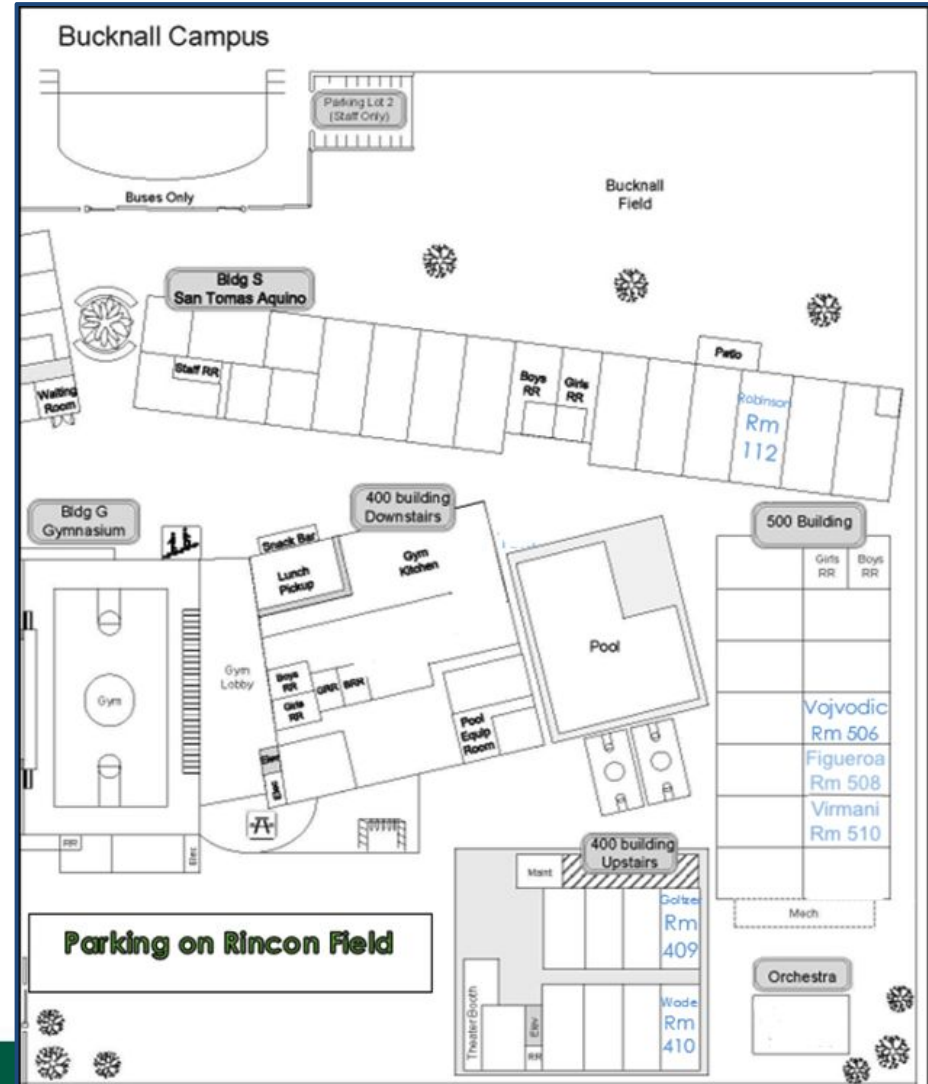 Bucknall Campus
Parking Lot 2
(Staff Only)
Buses Only
Bucknall
Field
Bldg S
San Tomas Aquino
Patio
Staff RR
Boys
RR
Girls
RR
Waiting
Room
Robinson
Rm
112
Bldg G
Gymnasium
400 building
Downstairs
500 Building
Snack Bar
Lunch
Pickup
Gym
Kitchen
Girls
RR
Boys
RR
Pool
Gym
Lobby
Gym
Boys
RR
Girls
RR
GRR
BRR
Pool
Equip
Room
Elev
Elec
Vojvodic
Rm 506
Figueroa
Rm 508
Virmani
Rm 510
RR
Elec
400 building
Upstairs
Maint
Goltzer
Rm
409
Mech
Parking on Rincon Field
Orchestra
Theater Booth
Elev
RR
Wade
Rm
410